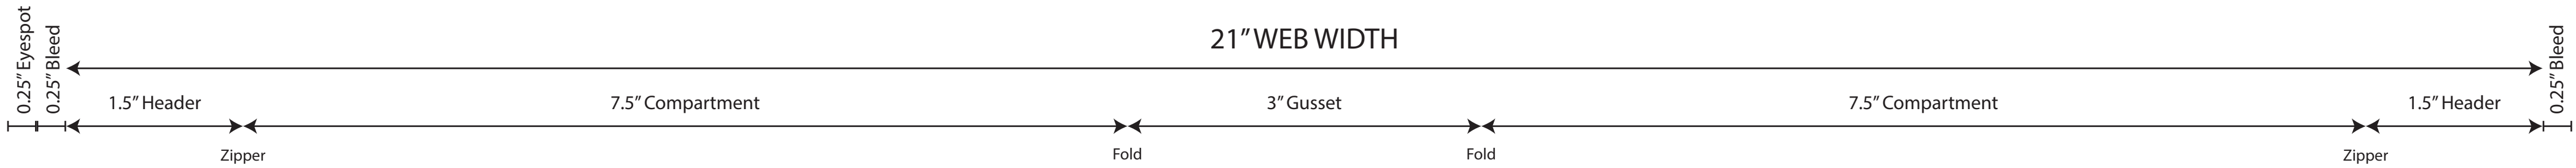 0.25” Eyespot
0.25” Bleed
21” WEB WIDTH
0.25” Bleed
1.5” Header
7.5” Compartment
3” Gusset
7.5” Compartment
1.5” Header
Zipper
Fold
Fold
Zipper